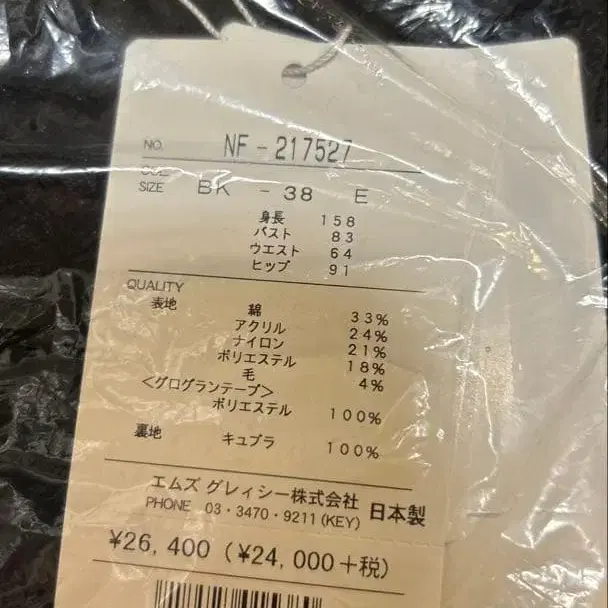 NO. NF-217527
SIZE BK - 38 E
身長 158
バスト 83
ウエスト 64
ヒップ 91
QUALITY
表地 綿 33%
アクリル 24%
ナイロン 21%
ポリエステル 18%
毛 4%
<グログランテープ>
ポリエステル 100%
裏地 キュプラ 100%
エムズ グレィシー株式会社 日本製
PHONE 03・3470・9211 (KEY)
¥26,400 (¥24,000+税)